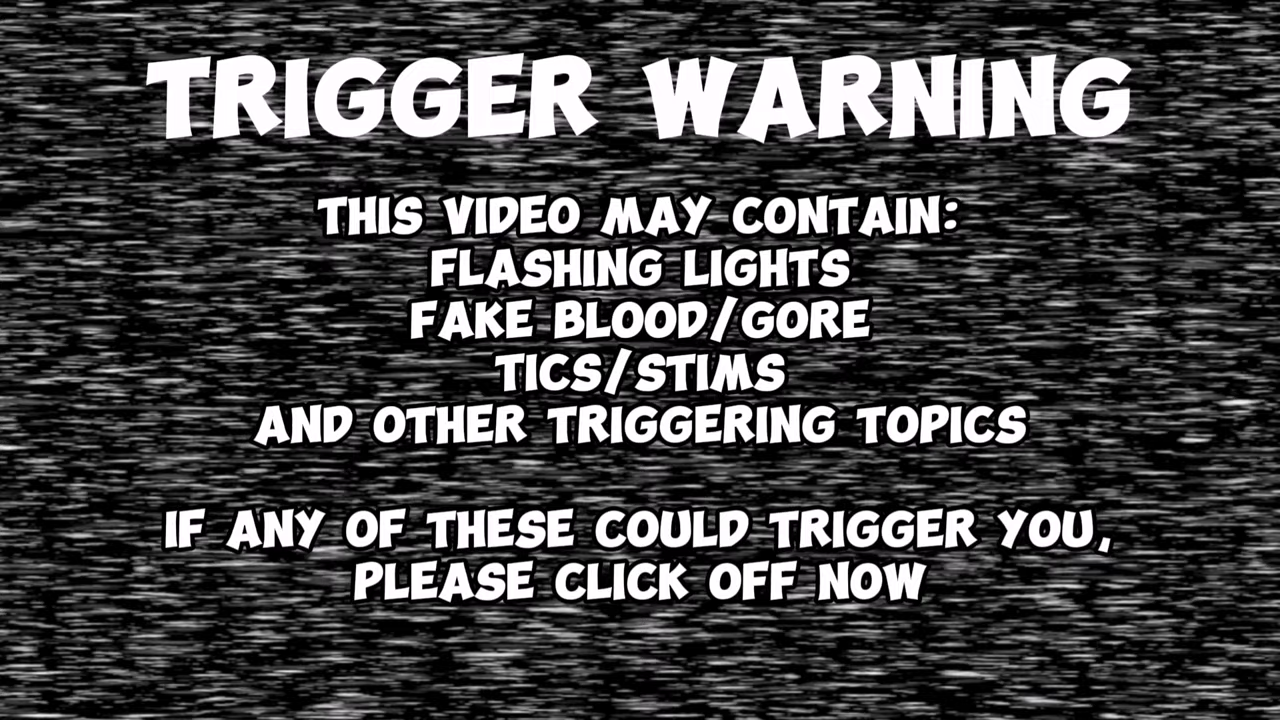 TRIGGER WARNING
THIS VIDEO MAY CONTAIN:
FLASHING LIGHTS
FAKE BLOOD/GORE
TICS/STIMS
AND OTHER TRIGGERING TOPICS
IF ANY OF THESE COULD TRIGGER YOU,
PLEASE CLICK OFF NOW